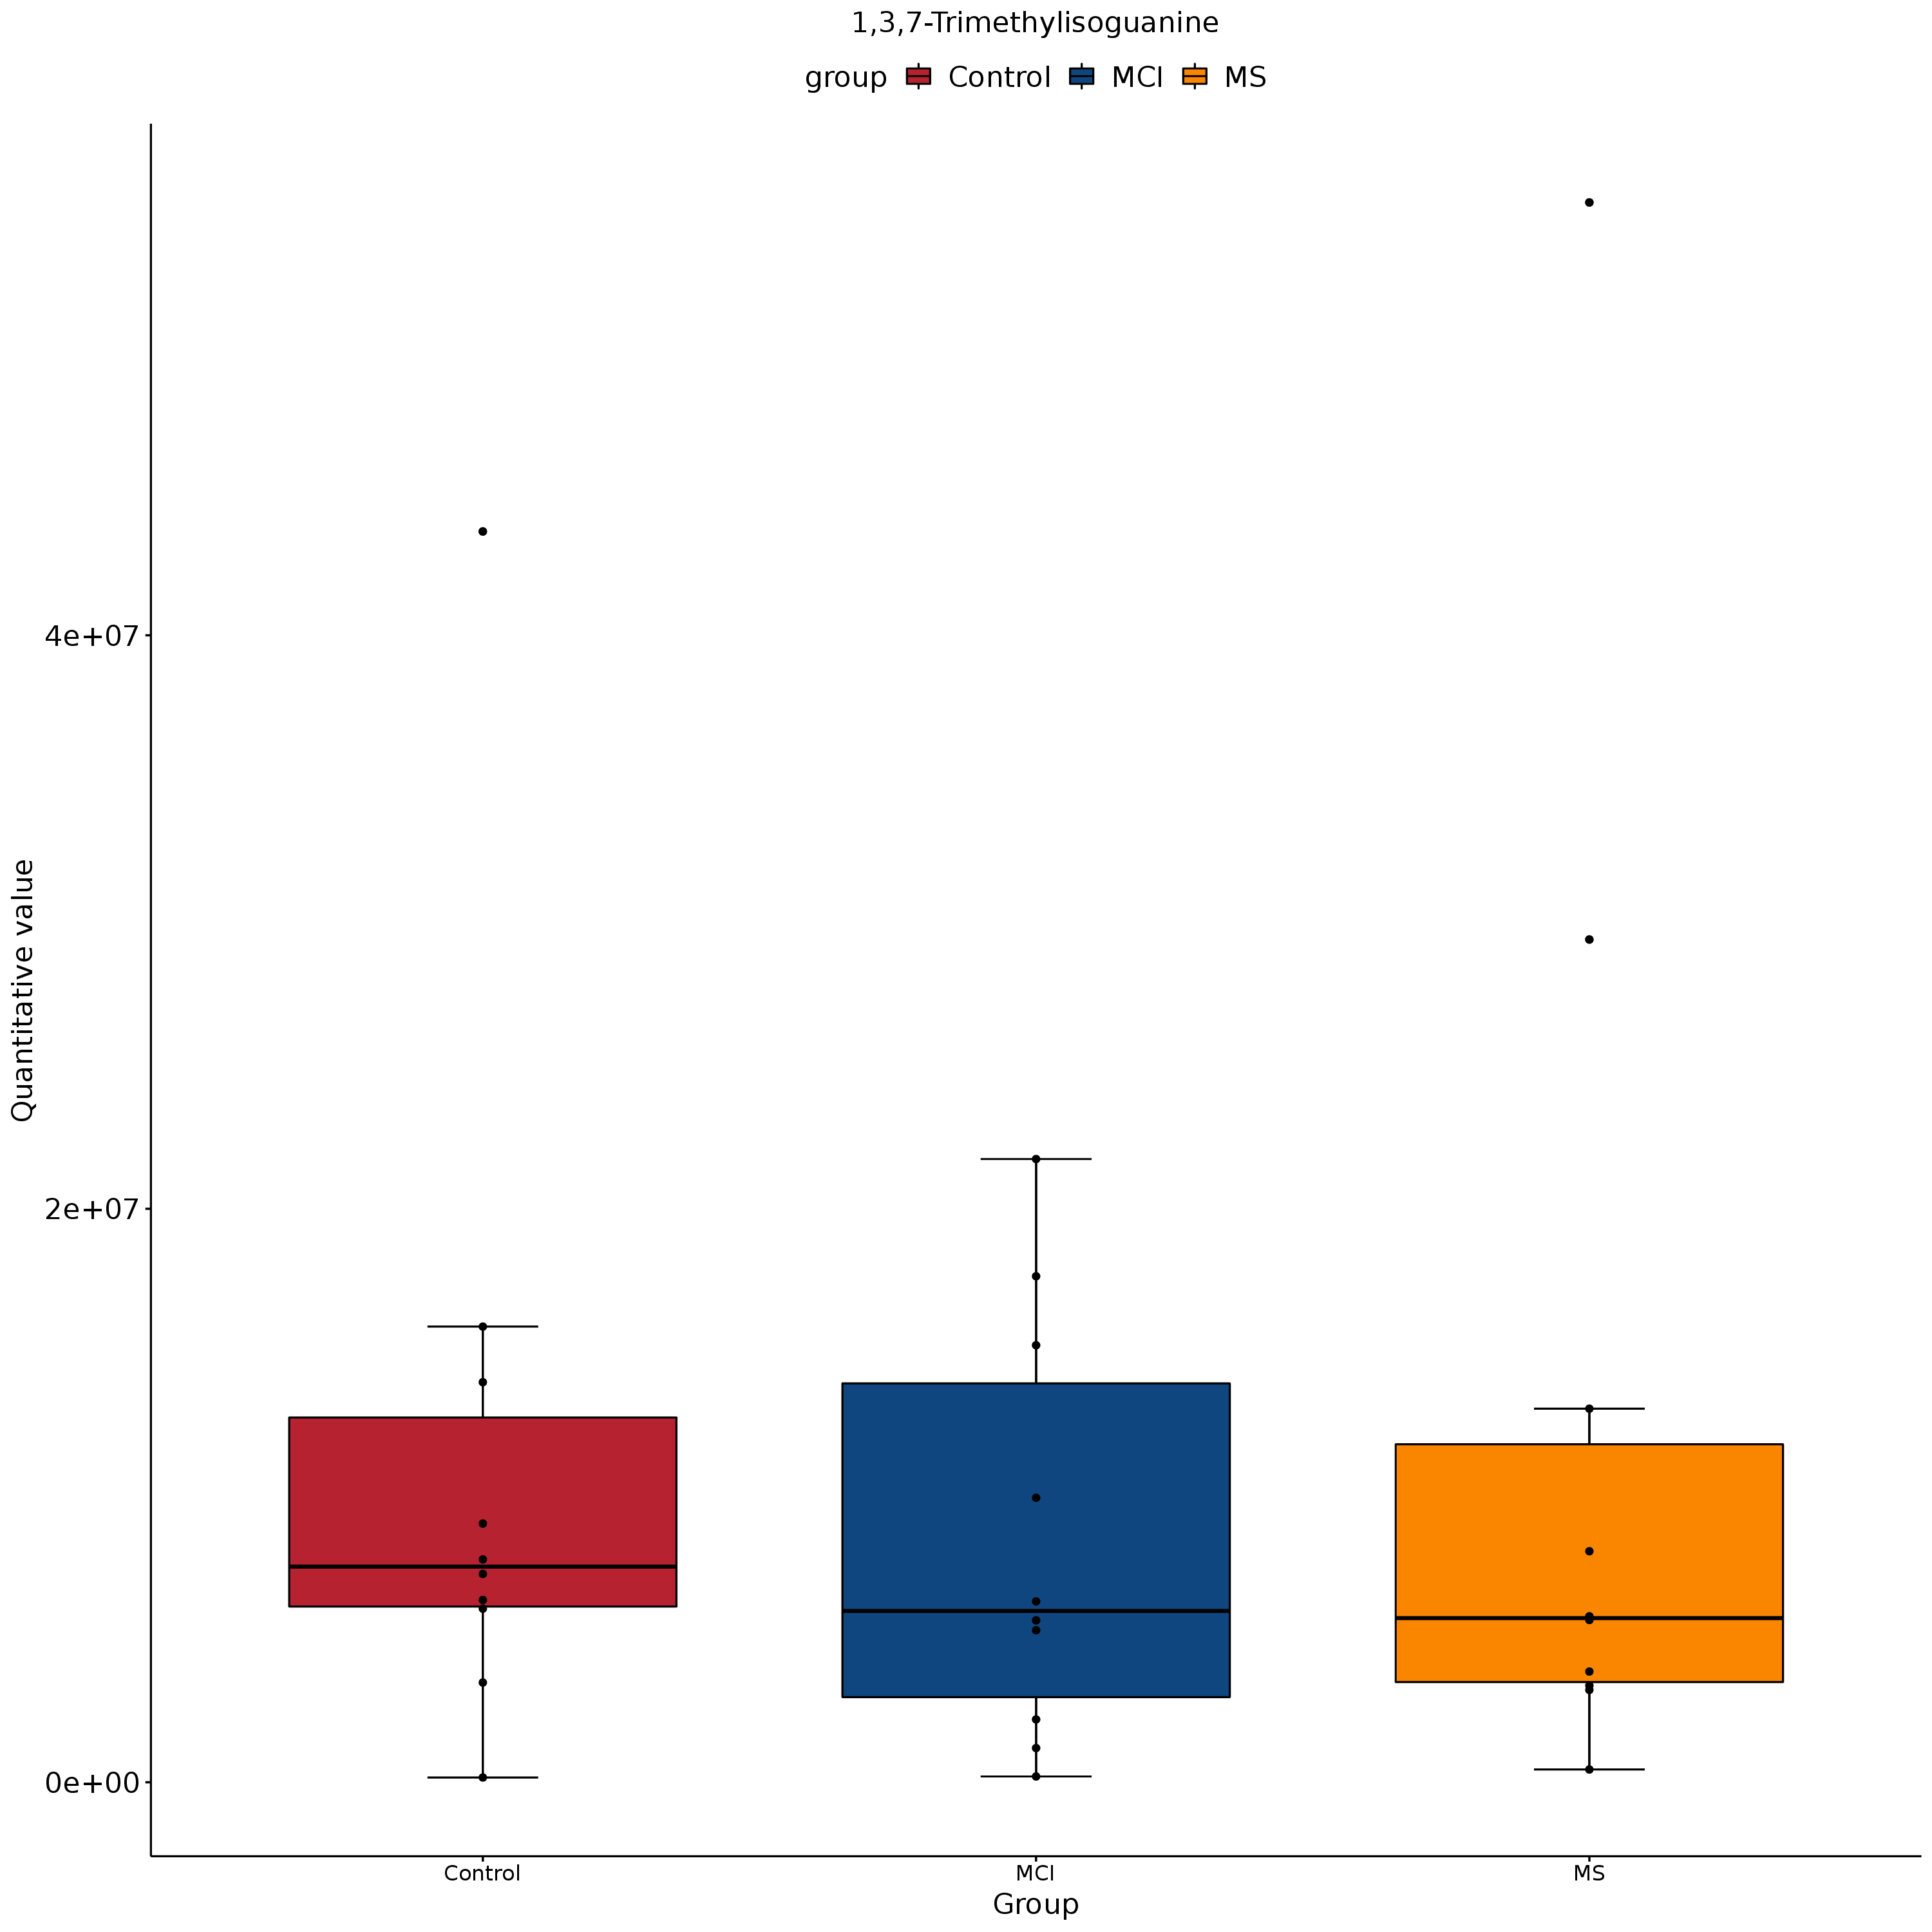 1,3,7-Trimethylisoguanine
group Control MCI MS
Quantitative value
4e+07
2e+07
0e+00
Control MCI MS
Group